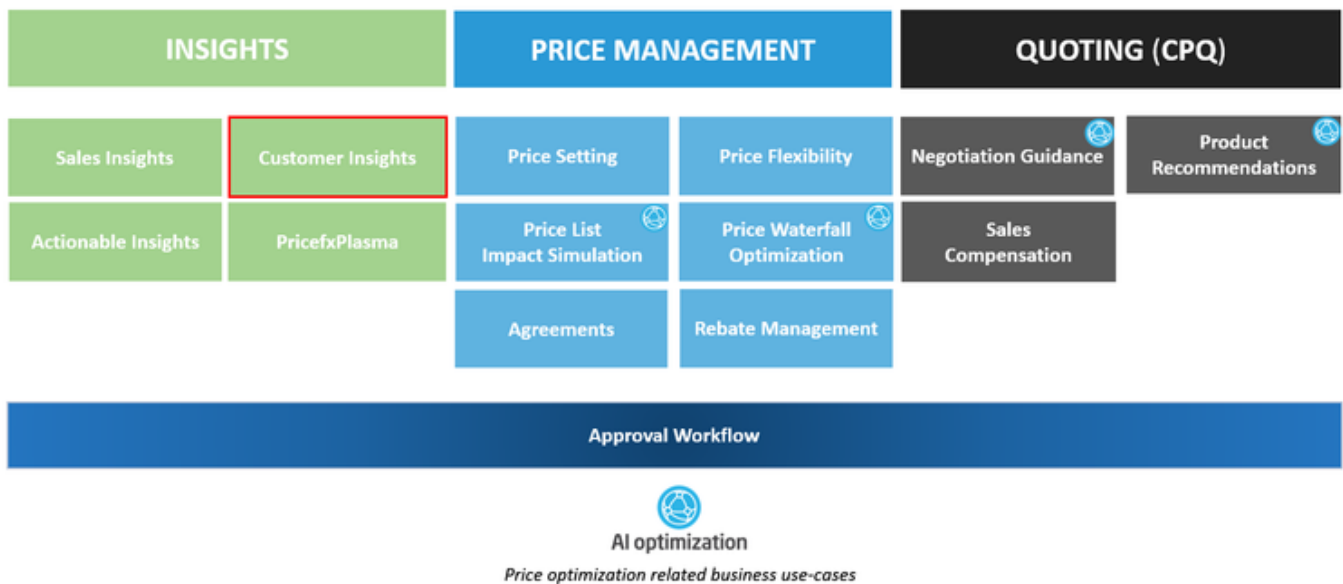 INSIGHTS
PRICE MANAGEMENT
QUOTING (CPQ)
Sales Insights
Customer Insights
Price Setting
Price Flexibility
Negotiation Guidance
Product
Recommendations
Actionable Insights
PricefxPlasma
Price List
Impact Simulation
Price Waterfall
Optimization
Sales
Compensation
Agreements
Rebate Management
Approval Workflow
AI optimization
Price optimization related business use-cases